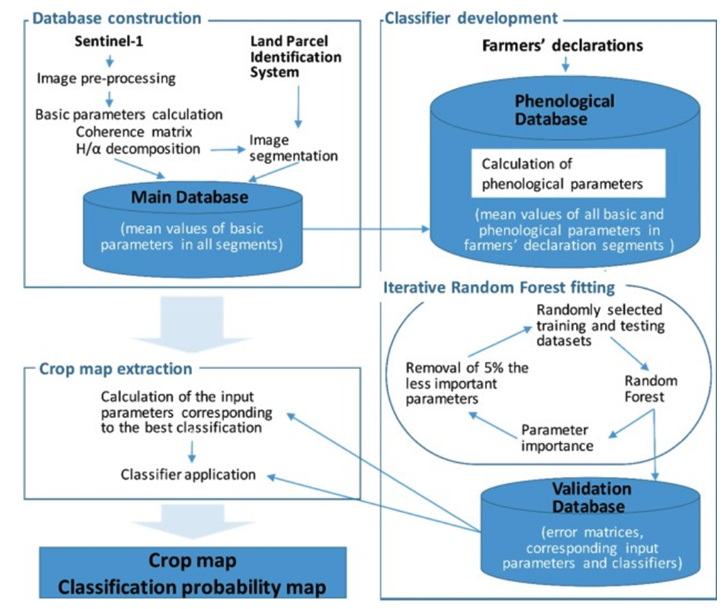 Database construction
Sentinel-1
Image pre-processing
Basic parameters calculation
Coherence matrix
H/α decomposition
Land Parcel
Identification
System
Image
segmentation
Main Database
(mean values of basic
parameters in all segments)
Classifier development
Farmers' declarations
Phenological
Database
Calculation of
phenological parameters
(mean values of all basic and
phenological parameters in
farmers' declaration segments )
Iterative Random Forest fitting
Randomly selected
training and testing
datasets
Random
Forest
Parameter
importance
Removal of 5% the
less important
parameters
Validation
Database
(error matrices,
corresponding input
parameters and classifiers)
Crop map extraction
Calculation of the input
parameters corresponding
to the best classification
Classifier application
Crop map
Classification probability map